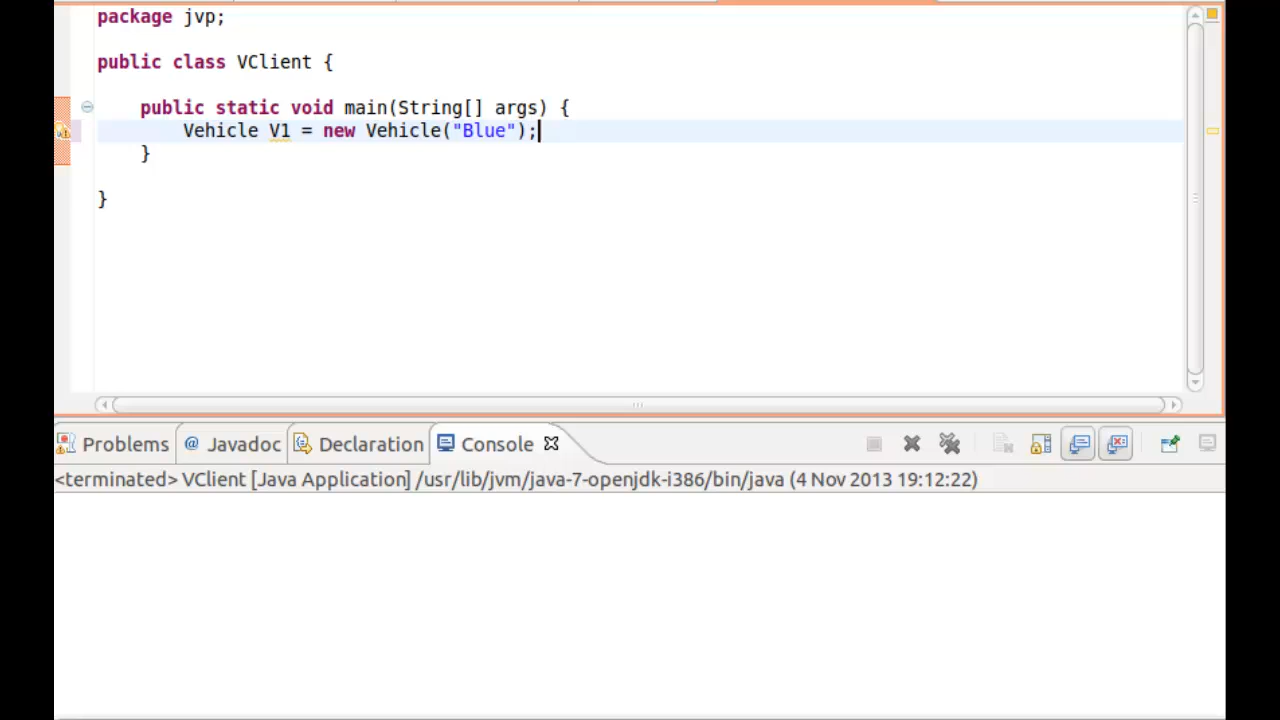 package jvp;
public class VClient {
public static void main(String[] args) {
Vehicle V1 = new Vehicle("Blue");
}
}
Problems @ Javadoc Declaration Console
<terminated> VClient [Java Application] /usr/lib/jvm/java-7-openjdk-i386/bin/java (4 Nov 2013 19:12:22)